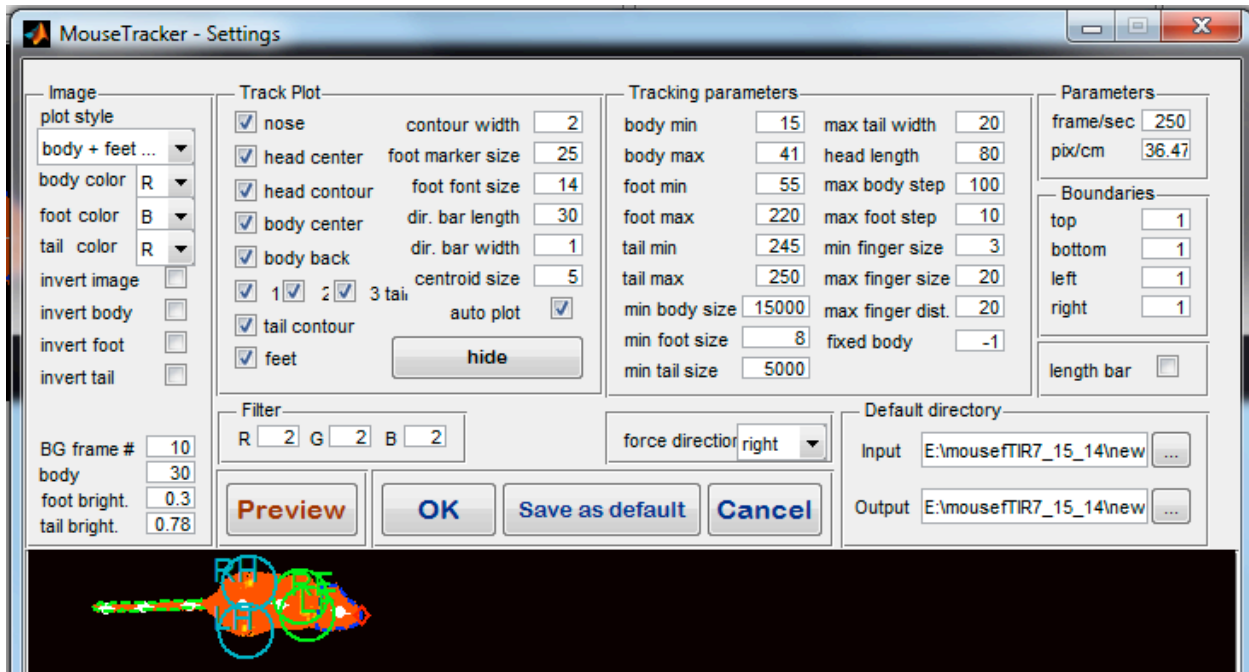 MouseTracker - Settings
Image
plot style
body + feet ...
body color R
foot color B
tail color R
invert image
invert body
invert foot
invert tail
BG frame # 10
body 30
foot bright. 0.3
tail bright. 0.78
Track Plot
nose
head center
head contour
body center
body back
1 2 3 tail
tail contour
feet
contour width 2
foot marker size 25
foot font size 14
dir. bar length 30
dir. bar width 1
centroid size 5
auto plot
hide
Tracking parameters
body min 15
body max 41
foot min 55
foot max 220
tail min 245
tail max 250
min body size 15000
min foot size 8
min tail size 5000
max tail width 20
head length 80
max body step 100
max foot step 10
min finger size 3
max finger size 20
max finger dist. 20
fixed body -1
Parameters
frame/sec 250
pix/cm 36.47
Boundaries
top 1
bottom 1
left 1
right 1
length bar
Filter
R 2 G 2 B 2
force direction right
Default directory
Input E:\mousefTIR7_15_14\new ...
Output E:\mousefTIR7_15_14\new ...
Preview
OK
Save as default
Cancel
RH
RF
LH